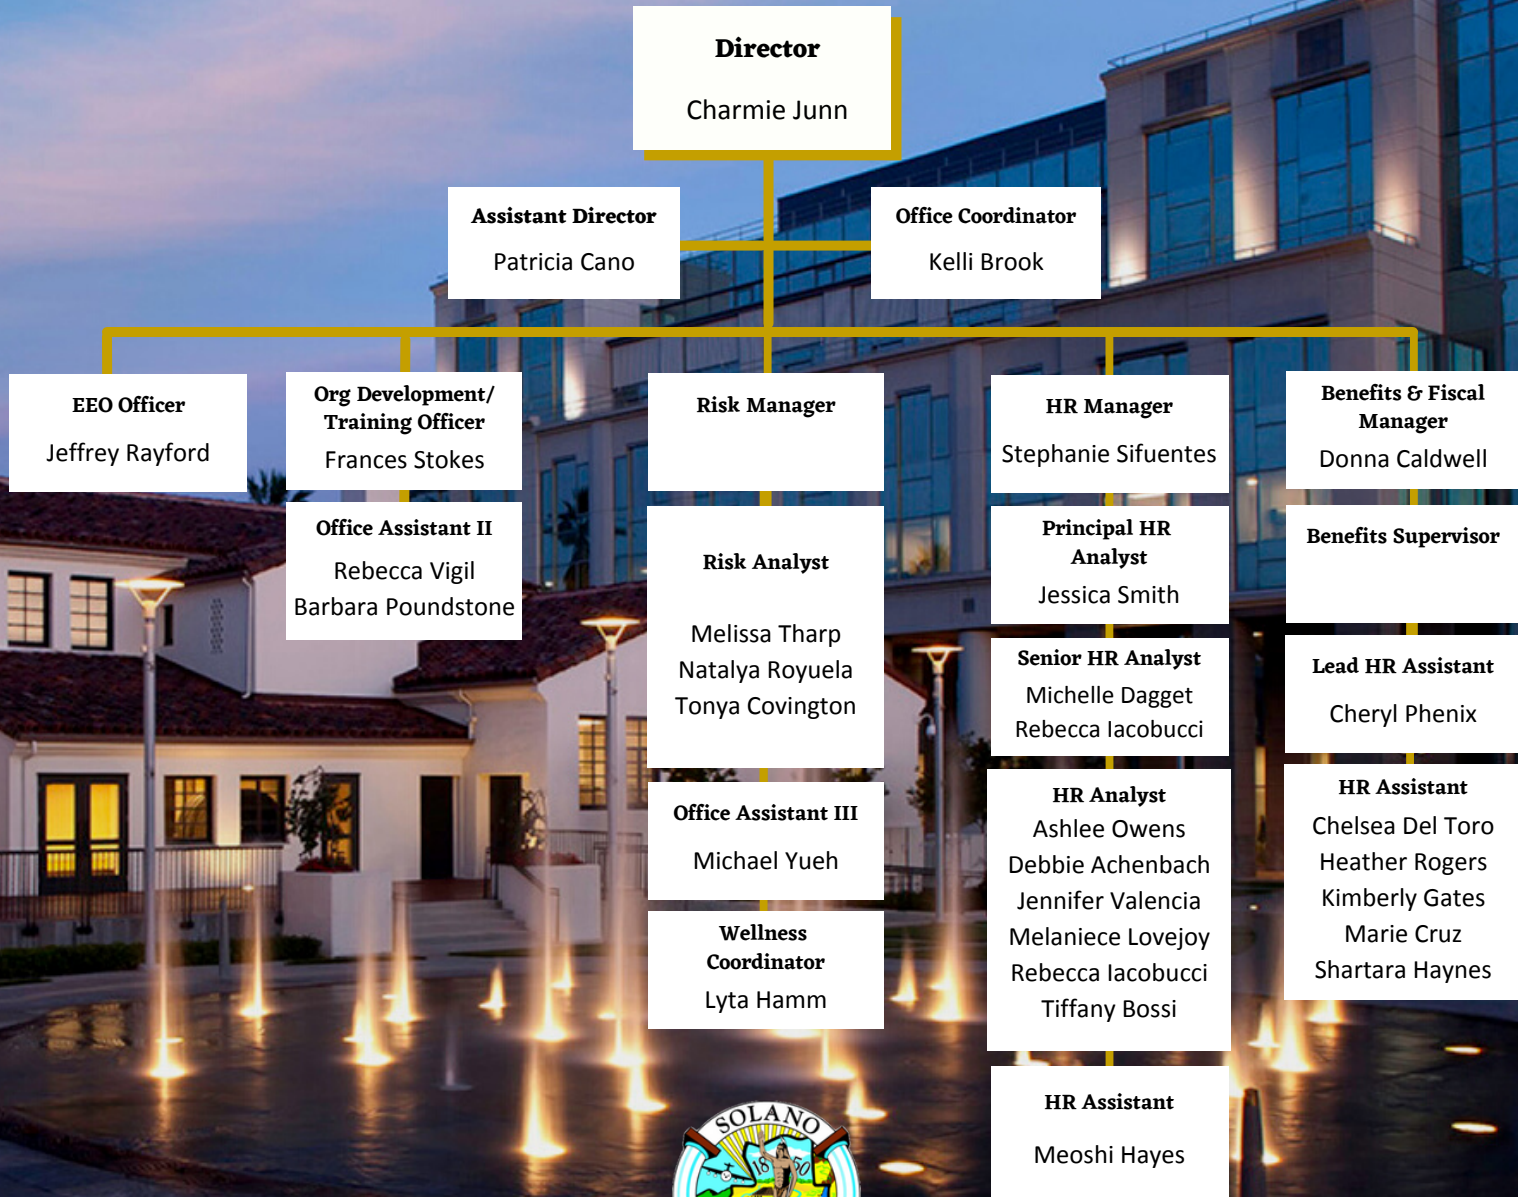 Director
Charmie Junn
Assistant Director
Patricia Cano
Office Coordinator
Kelli Brook
EEO Officer
Jeffrey Rayford
Org Development/
Training Officer
Frances Stokes
Office Assistant II
Rebecca Vigil
Barbara Poundstone
Risk Manager
Risk Analyst
Melissa Tharp
Natalya Royuela
Tonya Covington
Office Assistant III
Michael Yueh
Wellness
Coordinator
Lyta Hamm
HR Manager
Stephanie Sifuentes
Principal HR
Analyst
Jessica Smith
Senior HR Analyst
Michelle Dagget
Rebecca Iacobucci
HR Analyst
Ashlee Owens
Debbie Achenbach
Jennifer Valencia
Melaniece Lovejoy
Rebecca Iacobucci
Tiffany Bossi
HR Assistant
Meoshi Hayes
Benefits & Fiscal
Manager
Donna Caldwell
Benefits Supervisor
Lead HR Assistant
Cheryl Phenix
HR Assistant
Chelsea Del Toro
Heather Rogers
Kimberly Gates
Marie Cruz
Shartara Haynes
SOLANO
1850